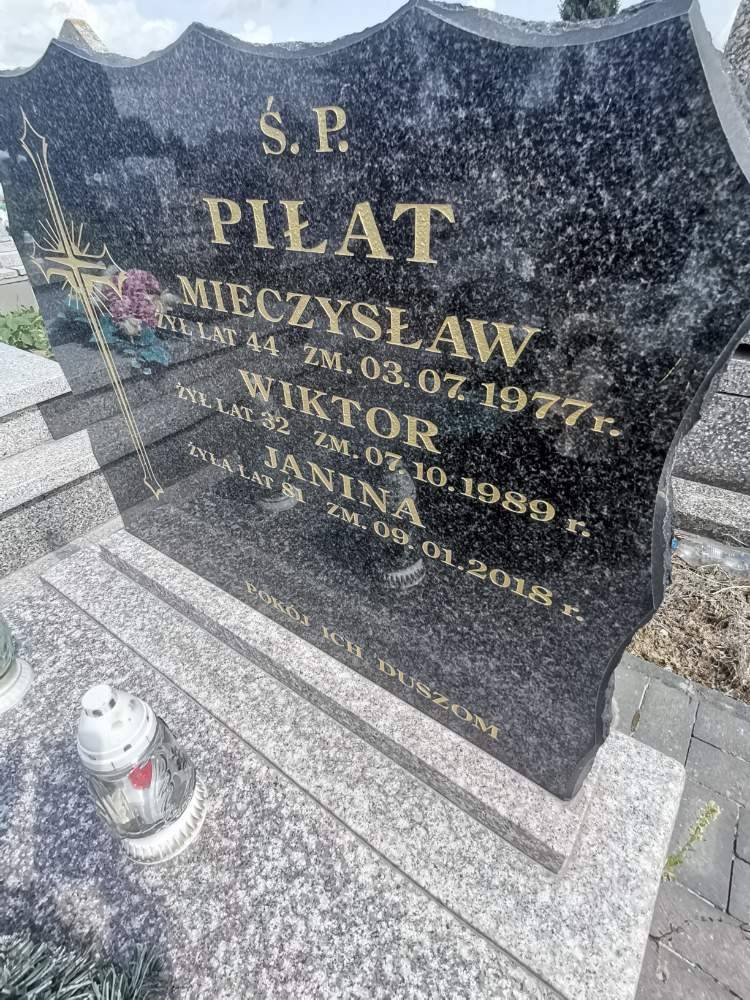 Ś. P.
PIŁAT
MIECZYSŁAW
ŻYŁ LAT 44 ZM. 03.07.1977 r.
WIKTOR
ŻYŁ LAT 32 ZM. 07.10.1989 r.
JANINA
ŻYŁA LAT 81 ZM. 09.01.2018 r.
POKÓJ ICH DUSZOM